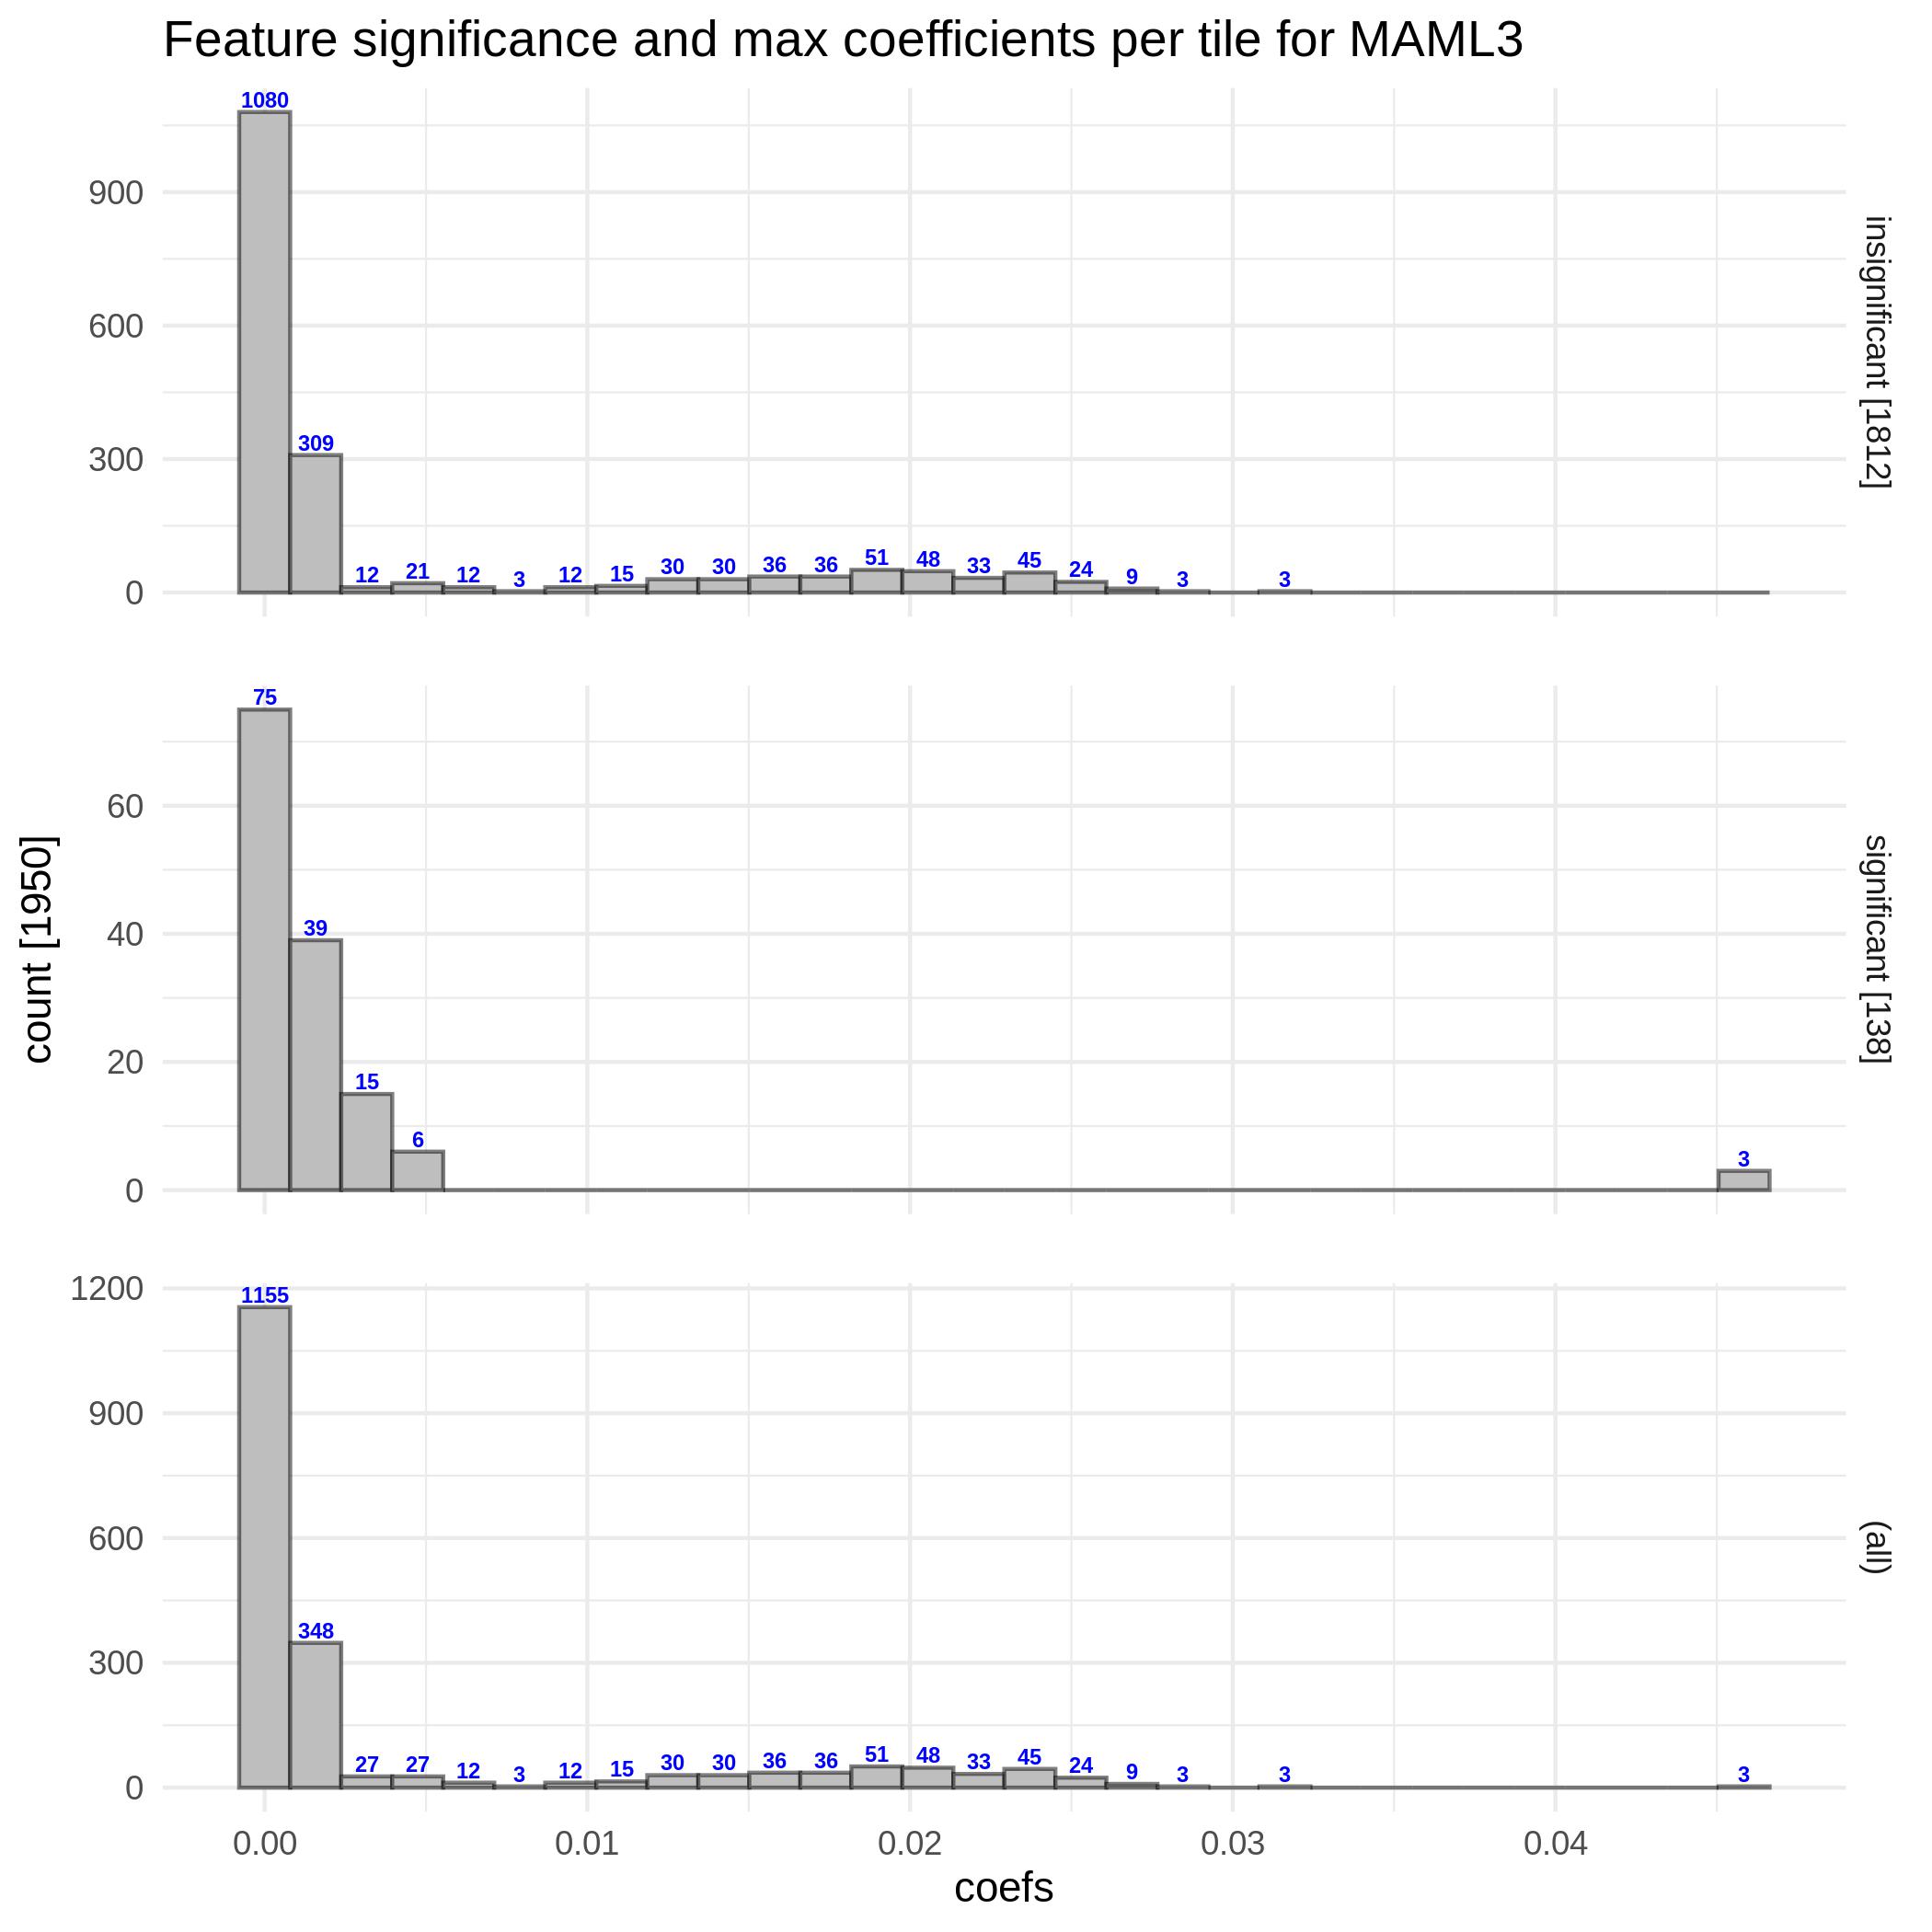 Feature significance and max coefficients per tile for MAML3
1080
309
12 21 12 3 12 15 30 30 36 36 51 48 33 45 24 9 3 3
900
600
300
0
insignificant [1812]
75
39
15
6
3
60
40
20
0
significant [138]
count [1950]
1155
348
27 27 12 3 12 15 30 30 36 36 51 48 33 45 24 9 3 3 3
1200
900
600
300
0
(all)
0.00 0.01 0.02 0.03 0.04
coefs